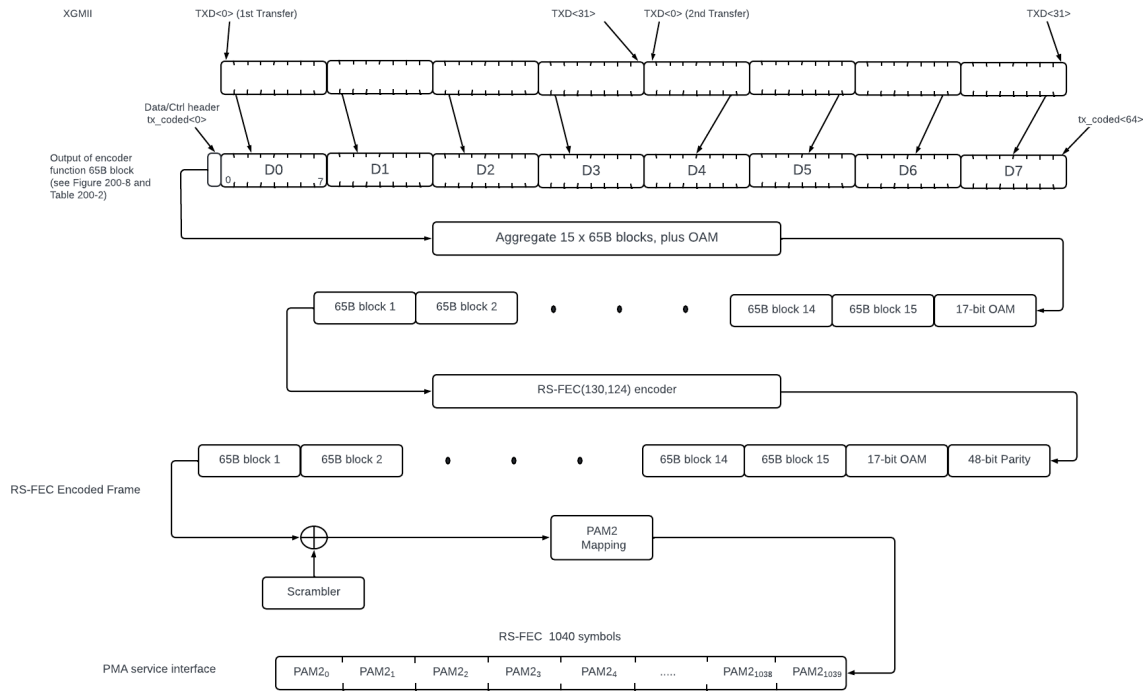 XGMII
TXD<0> (1st Transfer)
TXD<31>
TXD<0> (2nd Transfer)
TXD<31>
Data/Ctrl header
tx_coded<0>
tx_coded<64>
Output of encoder
function 65B block
(see Figure 200-8 and
Table 200-2)
0 D0 7 D1 D2 D3 D4 D5 D6 D7
Aggregate 15 x 65B blocks, plus OAM
65B block 1 65B block 2 65B block 14 65B block 15 17-bit OAM
RS-FEC(130,124) encoder
65B block 1 65B block 2 65B block 14 65B block 15 17-bit OAM 48-bit Parity
RS-FEC Encoded Frame
PAM2
Mapping
Scrambler
RS-FEC 1040 symbols
PMA service interface
PAM2₀ PAM2₁ PAM2₂ PAM2₃ PAM2₄ ..... PAM2₁₀₃₈ PAM2₁₀₃₉